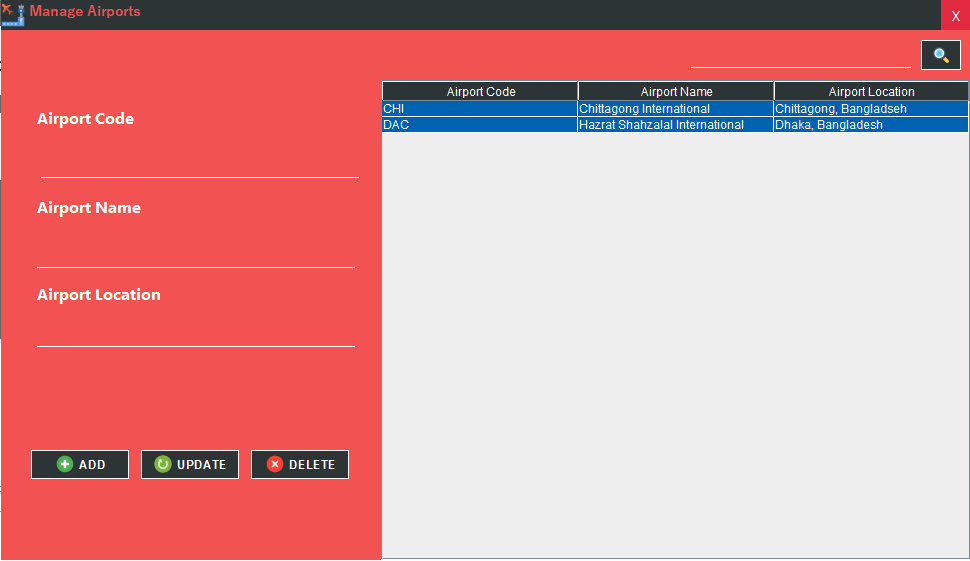 Manage Airports
X
Airport Code
Airport Name
Airport Location
ADD UPDATE DELETE
Airport Code Airport Name Airport Location
CHI Chittagong International Chittagong, Bangladseh
DAC Hazrat Shahzalal International Dhaka, Bangladesh